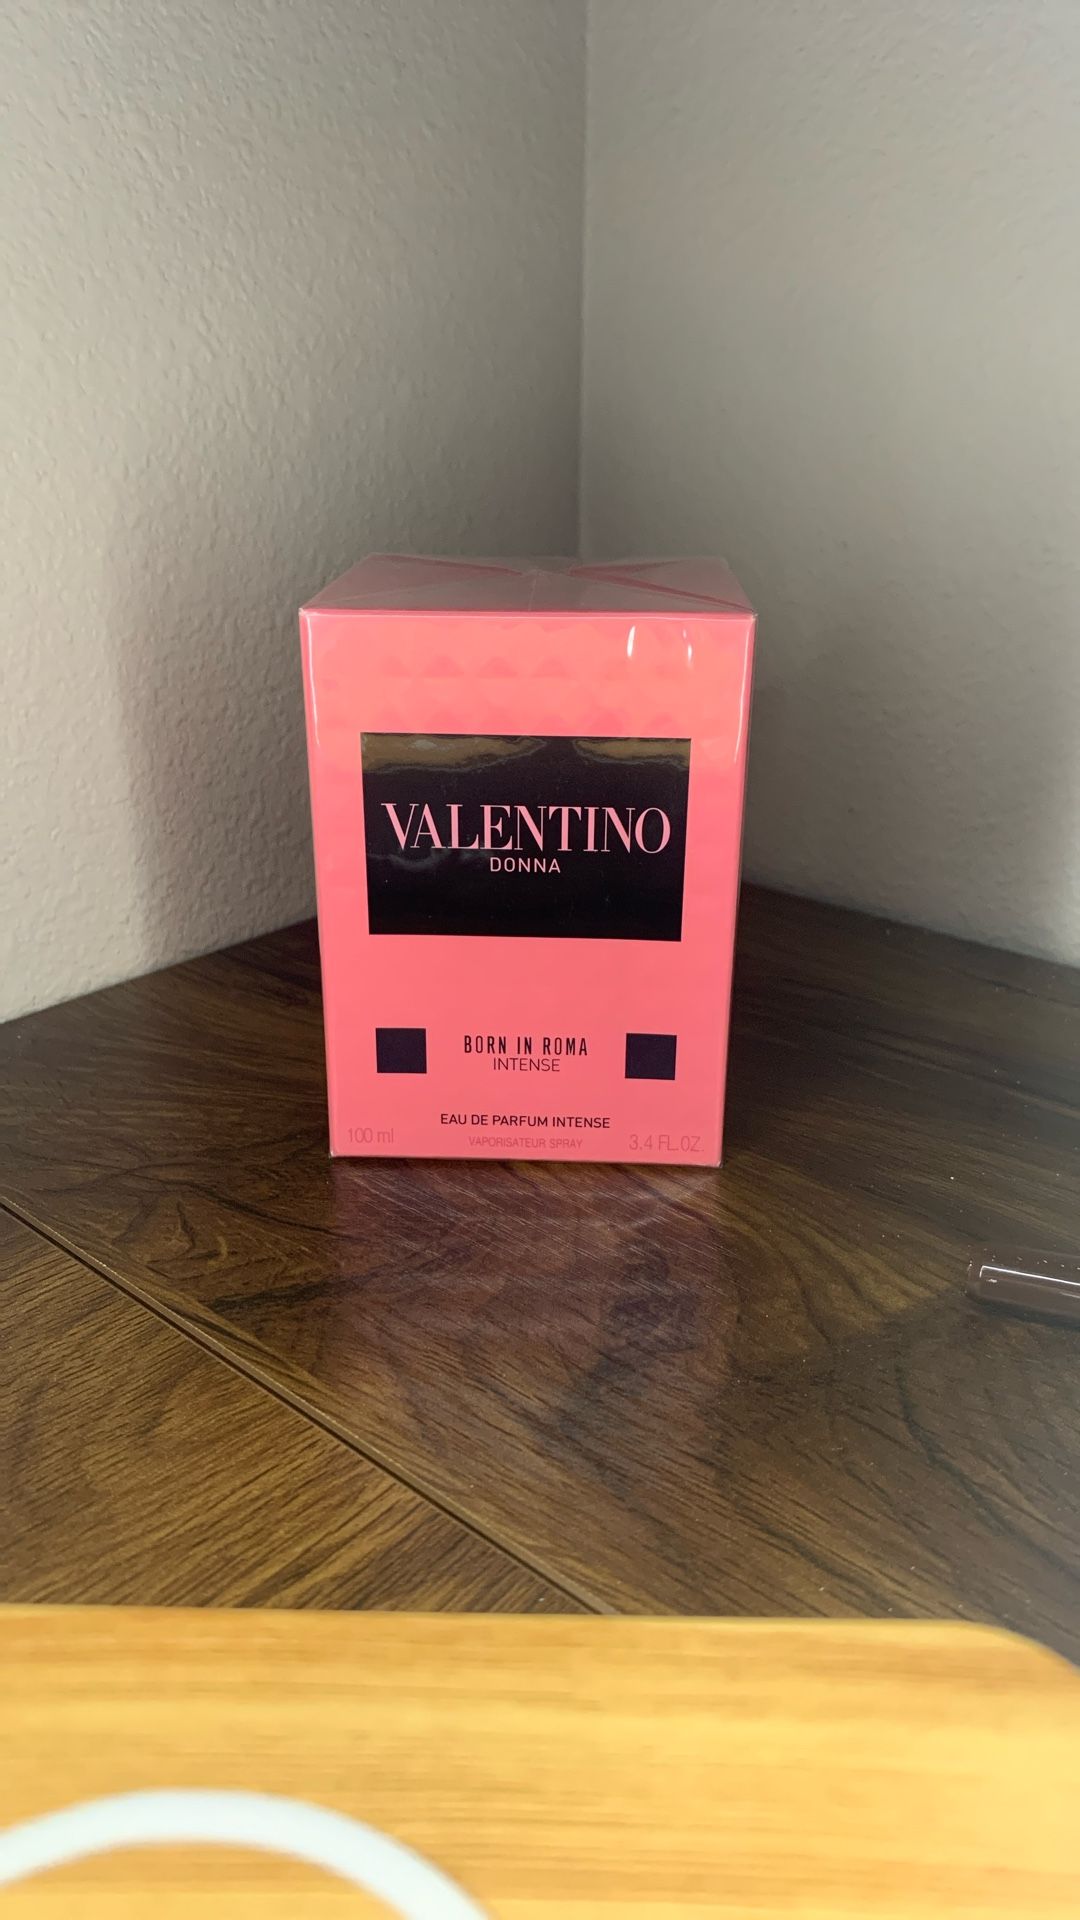 VALENTINO
DONNA
BORN IN ROMA
INTENSE
EAU DE PARFUM INTENSE
100 ml
VAPORISATEUR SPRAY
3.4 FL.OZ.